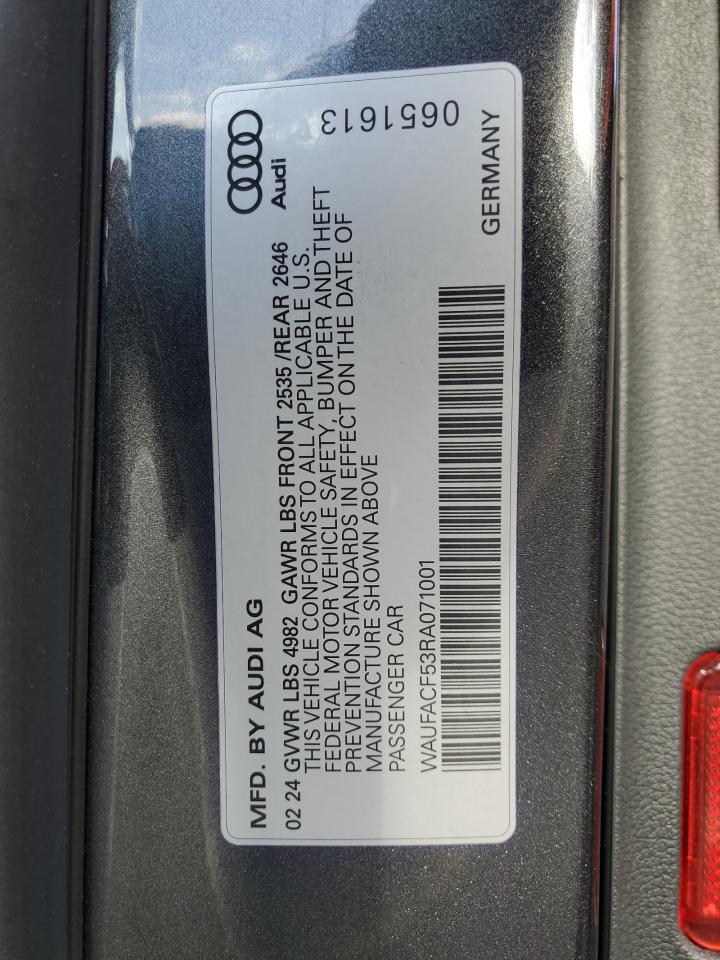 MFD. BY AUDI AG
Audi
02 24 GVWR LBS 4982 GAWR LBS FRONT 2535 /REAR 2646
THIS VEHICLE CONFORMS TO ALL APPLICABLE U.S.
FEDERAL MOTOR VEHICLE SAFETY, BUMPER AND THEFT
PREVENTION STANDARDS IN EFFECT ON THE DATE OF
MANUFACTURE SHOWN ABOVE
PASSENGER CAR
WAUFACF53RA071001
GERMANY
0651613